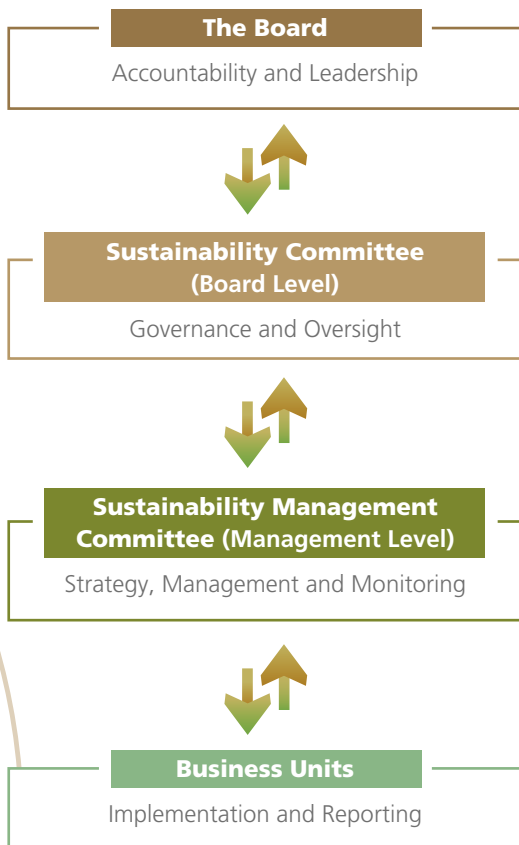 The Board
Accountability and Leadership
Sustainability Committee
(Board Level)
Governance and Oversight
Sustainability Management
Committee (Management Level)
Strategy, Management and Monitoring
Business Units
Implementation and Reporting